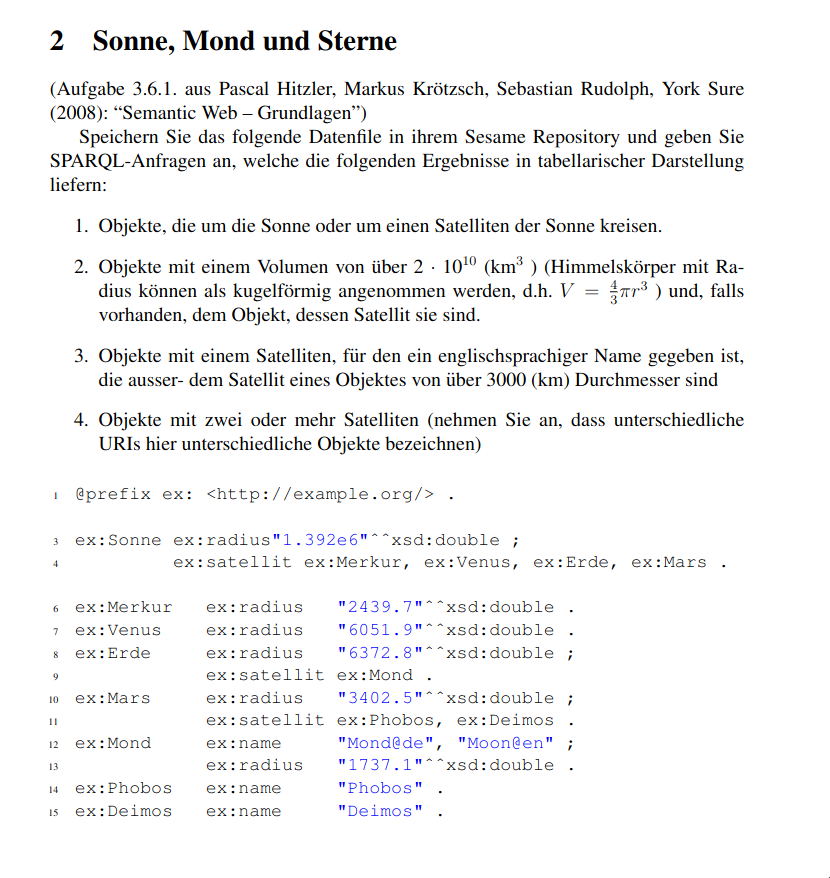 2 Sonne, Mond und Sterne
(Aufgabe 3.6.1. aus Pascal Hitzler, Markus Krötzsch, Sebastian Rudolph, York Sure
(2008): “Semantic Web – Grundlagen”)
Speichern Sie das folgende Datenfile in ihrem Sesame Repository und geben Sie
SPARQL-Anfragen an, welche die folgenden Ergebnisse in tabellarischer Darstellung
liefern:
1. Objekte, die um die Sonne oder um einen Satelliten der Sonne kreisen.
2. Objekte mit einem Volumen von über 2 · 10^10 (km^3 ) (Himmelskörper mit Ra-
dius können als kugelförmig angenommen werden, d.h. V = 4/3 πr^3 ) und, falls
vorhanden, dem Objekt, dessen Satellit sie sind.
3. Objekte mit einem Satelliten, für den ein englischsprachiger Name gegeben ist,
die ausser- dem Satellit eines Objektes von über 3000 (km) Durchmesser sind
4. Objekte mit zwei oder mehr Satelliten (nehmen Sie an, dass unterschiedliche
URIs hier unterschiedliche Objekte bezeichnen)
1 @prefix ex: <http://example.org/> .
3 ex:Sonne ex:radius"1.392e6"^^xsd:double ;
4 ex:satellit ex:Merkur, ex:Venus, ex:Erde, ex:Mars .
6 ex:Merkur ex:radius "2439.7"^^xsd:double .
7 ex:Venus ex:radius "6051.9"^^xsd:double .
8 ex:Erde ex:radius "6372.8"^^xsd:double ;
9 ex:satellit ex:Mond .
10 ex:Mars ex:radius "3402.5"^^xsd:double ;
11 ex:satellit ex:Phobos, ex:Deimos .
12 ex:Mond ex:name "Mond@de", "Moon@en" ;
13 ex:radius "1737.1"^^xsd:double .
14 ex:Phobos ex:name "Phobos" .
15 ex:Deimos ex:name "Deimos" .